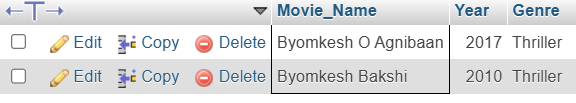 Movie_Name Year Genre
Edit Copy Delete Byomkesh O Agnibaan 2017 Thriller
Edit Copy Delete Byomkesh Bakshi 2010 Thriller